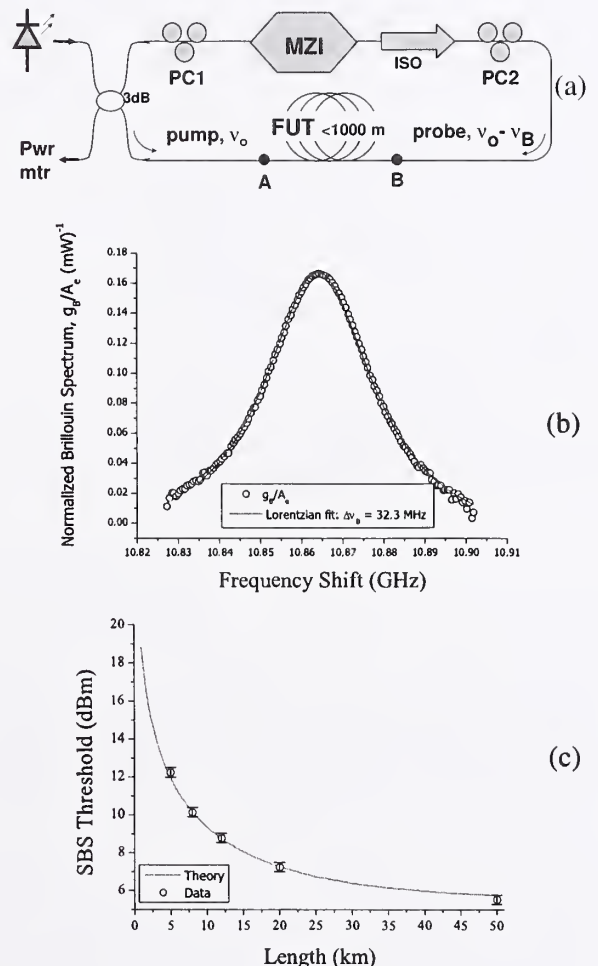 3dB
PC1
MZI
ISO
PC2
(a)
Pwr
mtr
pump, νₒ
FUT <1000 m
probe, νₒ- νB
A
B
Normalized Brillouin Spectrum, gB/Ae (mW)⁻¹
0.18
0.16
0.14
0.12
0.10
0.08
0.06
0.04
0.02
0.00
gB/Ae
Lorentzian fit: ΔνB = 32.3 MHz
(b)
10.82 10.83 10.84 10.85 10.86 10.87 10.88 10.89 10.90 10.91
Frequency Shift (GHz)
SBS Threshold (dBm)
20
18
16
14
12
10
8
6
Theory
Data
(c)
0 5 10 15 20 25 30 35 40 45 50
Length (km)